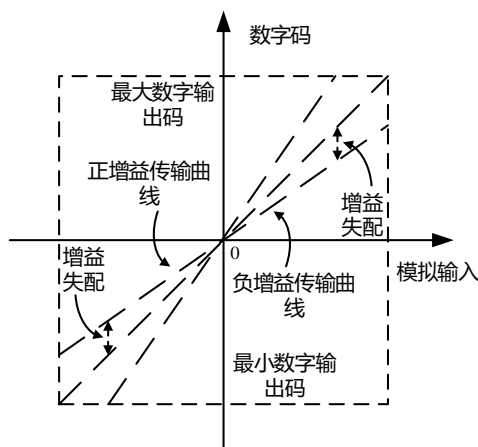 数字码
最大数字输
出码
正增益传输曲
线
增益
失配
0
增益
失配
模拟输入
负增益传输曲
线
最小数字输
出码